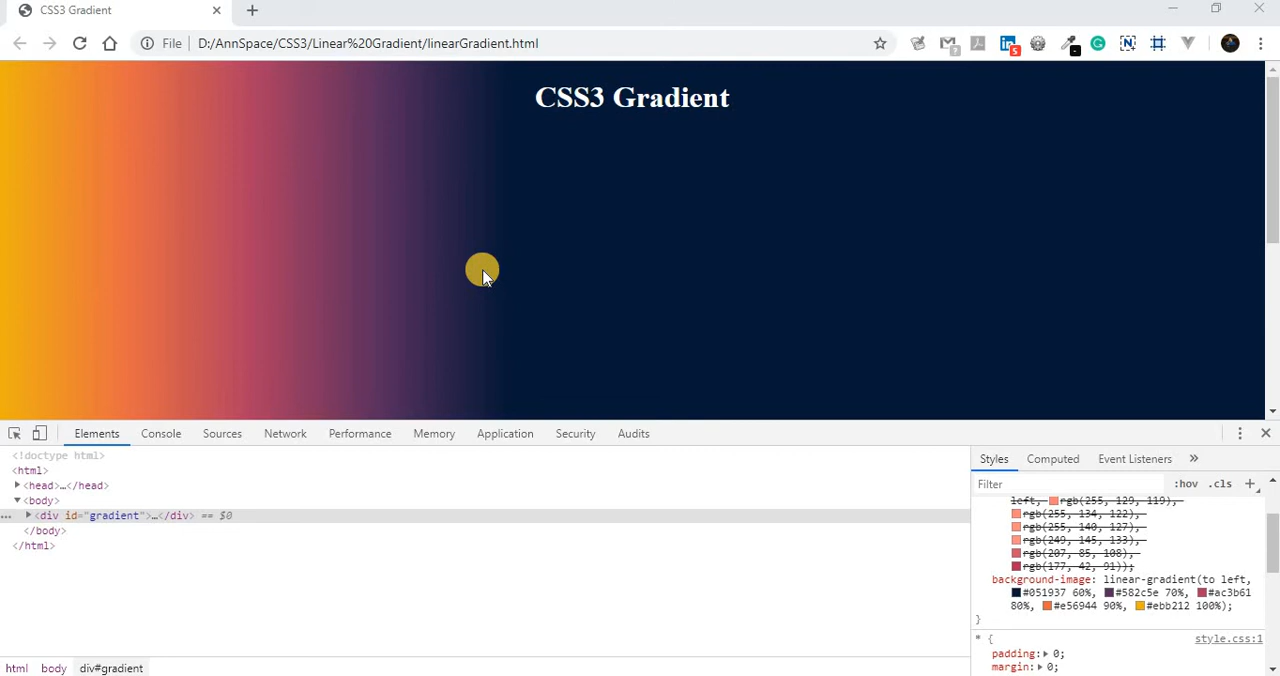 CSS3 Gradient
File
D:/AnnSpace/CSS3/Linear%20Gradient/linearGradient.html
?
5
CSS3 Gradient
Elements Console Sources Network Performance Memory Application Security Audits
<!doctype html>
<html>
<head>…</head>
<body>
… <div id="gradient">…</div> == $0
</body>
</html>
html body div#gradient
Styles Computed Event Listeners »
Filter :hov .cls +
left, rgb(255, 129, 119),
rgb(255, 134, 122),
rgb(255, 140, 127),
rgb(249, 145, 133),
rgb(207, 85, 108),
rgb(177, 42, 91));
background-image: linear-gradient(to left,
#051937 60%, #582c5e 70%, #ac3b61
80%, #e56944 90%, #ebb212 100%);
}
* { style.css:1
padding: 0;
margin: 0;